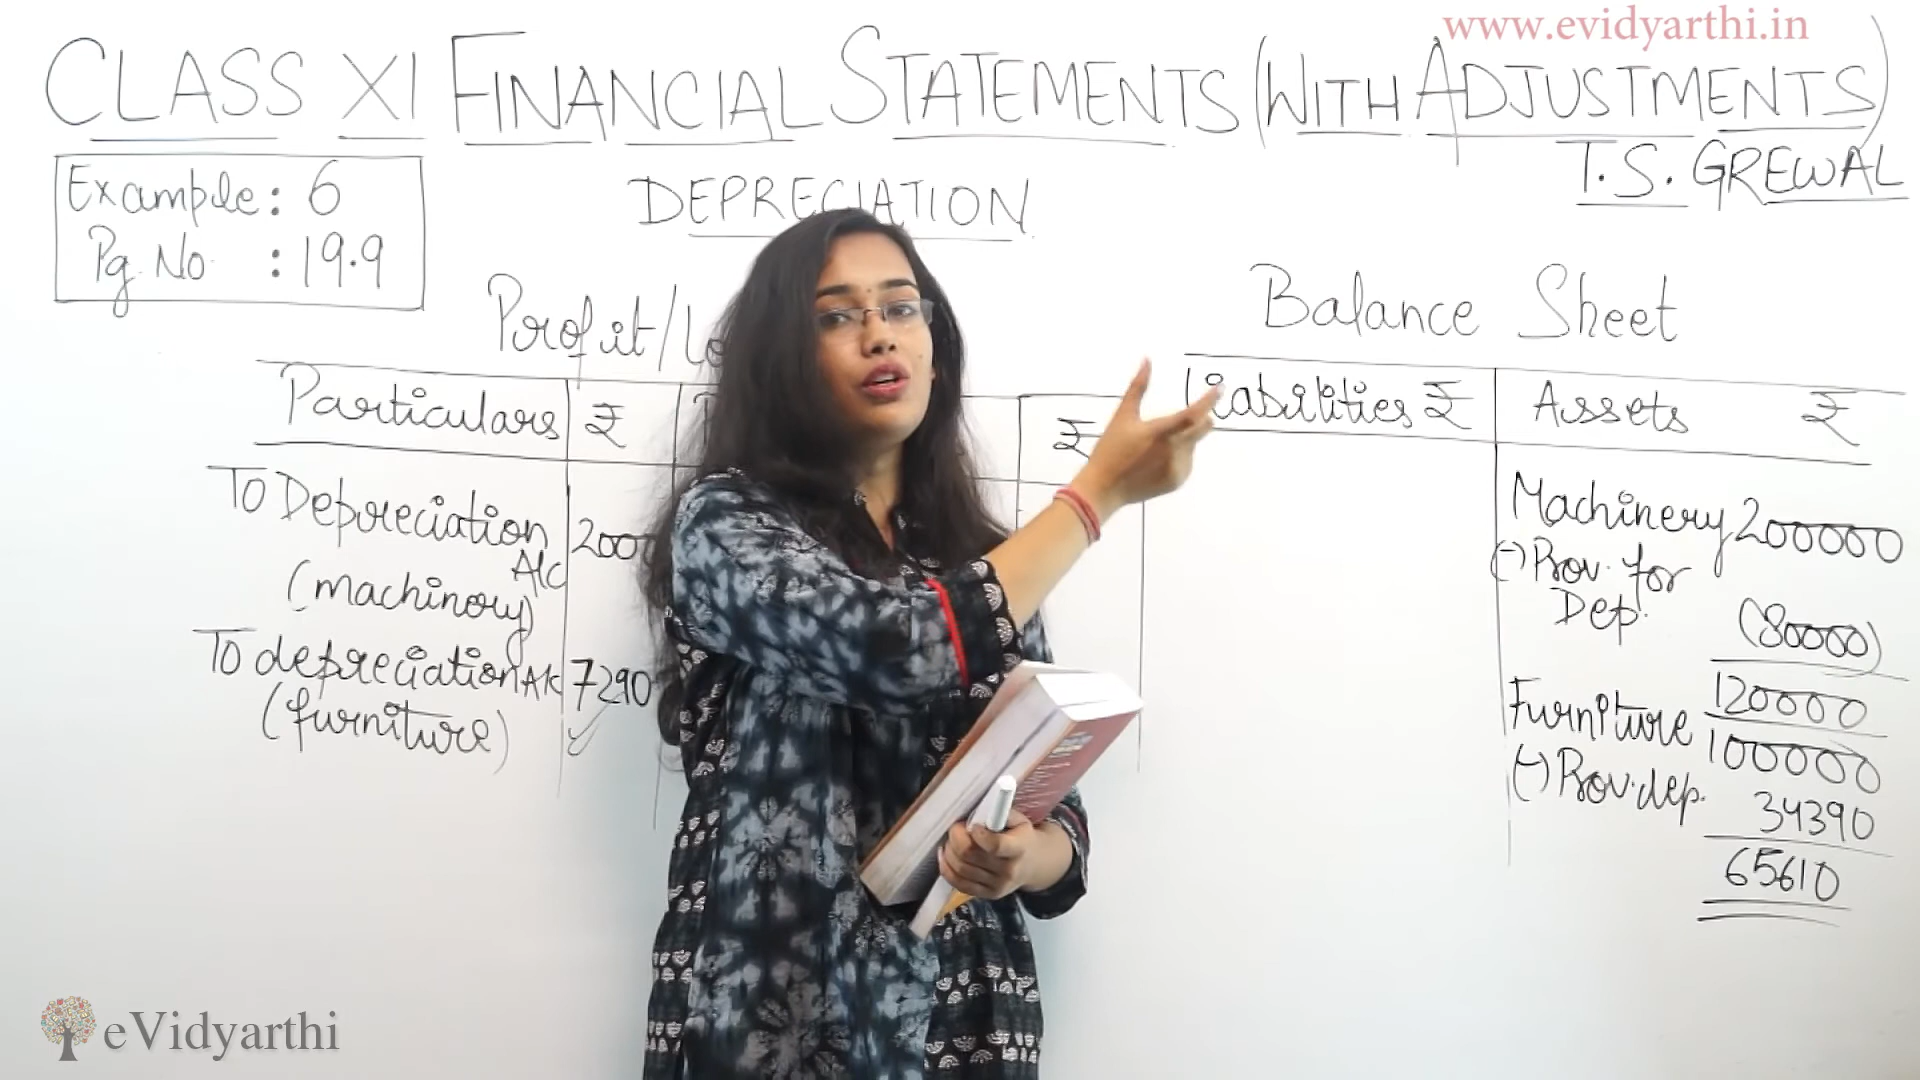 www.evidyarthi.in
CLASS XI FINANCIAL STATEMENTS (WITH ADJUSTMENTS)
T.S. GREWAL
Example: 6
Pg. No. : 19.9
DEPRECIATION
Profit/Lo
Particulars ₹
₹
To Depreciation A/c 2000
(machinery)
To depreciation A/c 7290
(furniture)
Balance Sheet
Liabilities ₹ Assets ₹
Machinery 200000
(-) Prov. for
Dep. (80000)
120000
Furniture 100000
(-) Prov. dep. 34390
65610
eVidyarthi